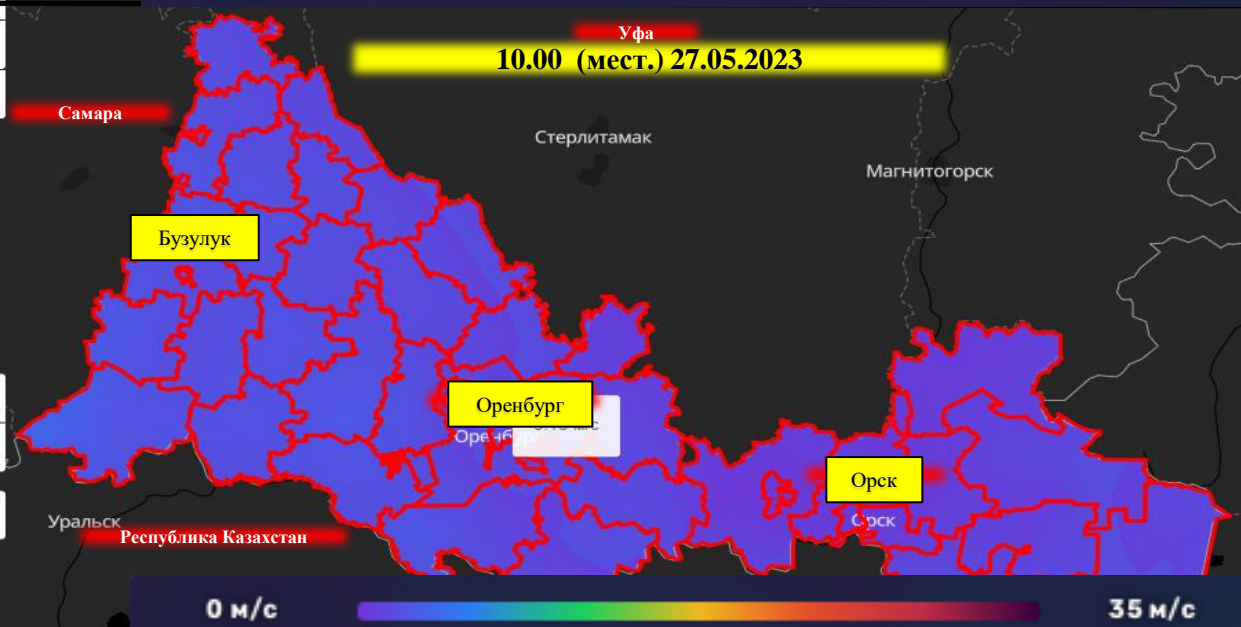 Уфа
10.00 (мест.) 27.05.2023
Самара
Стерлитамак
Магнитогорск
Бузулук
Оренбург
Оренбург
м/с
Орск
Орск
Уральск
Республика Казахстан
0 м/с
35 м/с